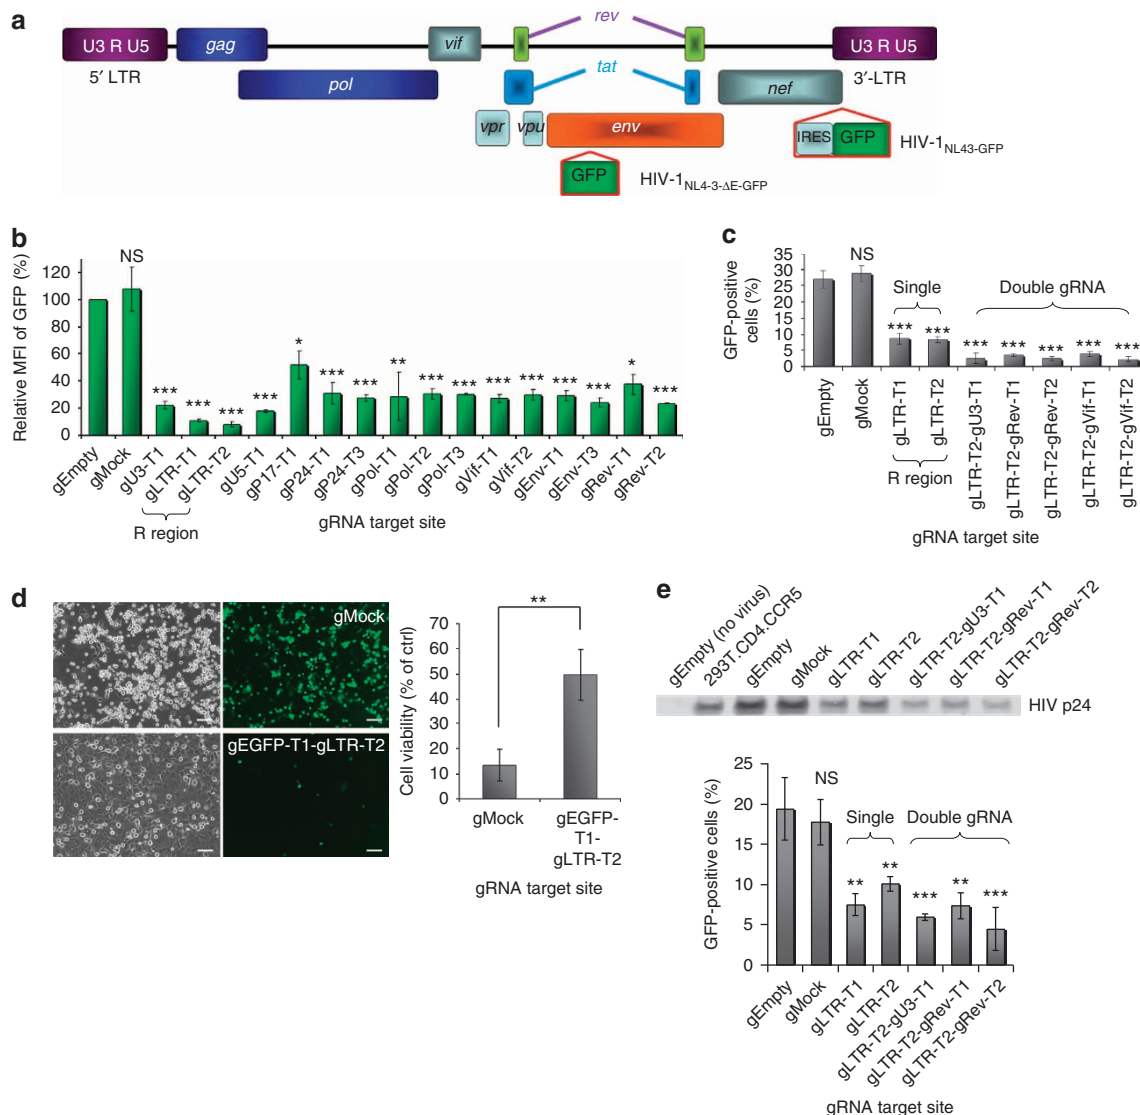 a
rev
U3 R U5
gag
vif
U3 R U5
5′ LTR
3′-LTR
tat
pol
nef
vpr
vpu
env
IRES
GFP
HIV-1NL43-GFP
GFP
HIV-1NL4-3-ΔE-GFP
b
Relative MFI of GFP (%)
120
100
80
60
40
20
0
NS
***
***
***
***
*
***
***
**
***
***
***
***
***
***
*
***
gEmpty
gMock
gU3-T1
gLTR-T1
gLTR-T2
gU5-T1
gP17-T1
gP24-T1
gP24-T3
gPol-T1
gPol-T2
gPol-T3
gVif-T1
gVif-T2
gEnv-T1
gEnv-T3
gRev-T1
gRev-T2
R region
gRNA target site
c
GFP-positive
cells (%)
35
30
25
20
15
10
5
0
NS
Single
Double gRNA
***
***
***
***
***
***
***
gEmpty
gMock
gLTR-T1
gLTR-T2
gLTR-T2-gU3-T1
gLTR-T2-gRev-T1
gLTR-T2-gRev-T2
gLTR-T2-gVif-T1
gLTR-T2-gVif-T2
R region
gRNA target site
d
gMock
gEGFP-T1-gLTR-T2
Cell viability (% of ctrl)
70
60
50
40
30
20
10
0
**
gMock
gEGFP-
T1-
gLTR-T2
gRNA target site
e
gEmpty (no virus)
293T.CD4.CCR5
gEmpty
gMock
gLTR-T1
gLTR-T2
gLTR-T2-gU3-T1
gLTR-T2-gRev-T1
gLTR-T2-gRev-T2
HIV p24
GFP-positive cells (%)
25
20
15
10
5
0
NS
Single
Double gRNA
**
**
***
**
***
gEmpty
gMock
gLTR-T1
gLTR-T2
gLTR-T2-gU3-T1
gLTR-T2-gRev-T1
gLTR-T2-gRev-T2
gRNA target site